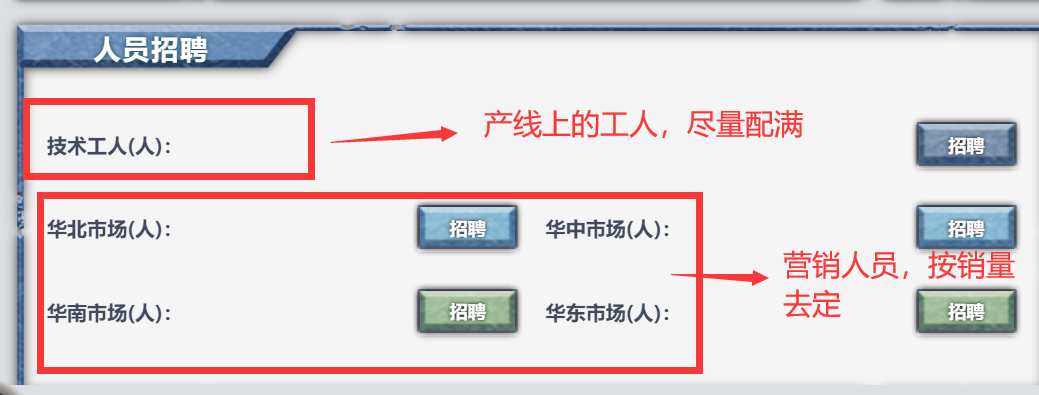 人员招聘
技术工人(人)：
产线上的工人，尽量配满
招聘
华北市场(人)：
招聘
华中市场(人)：
招聘
营销人员，按销量
去定
华南市场(人)：
招聘
华东市场(人)：
招聘